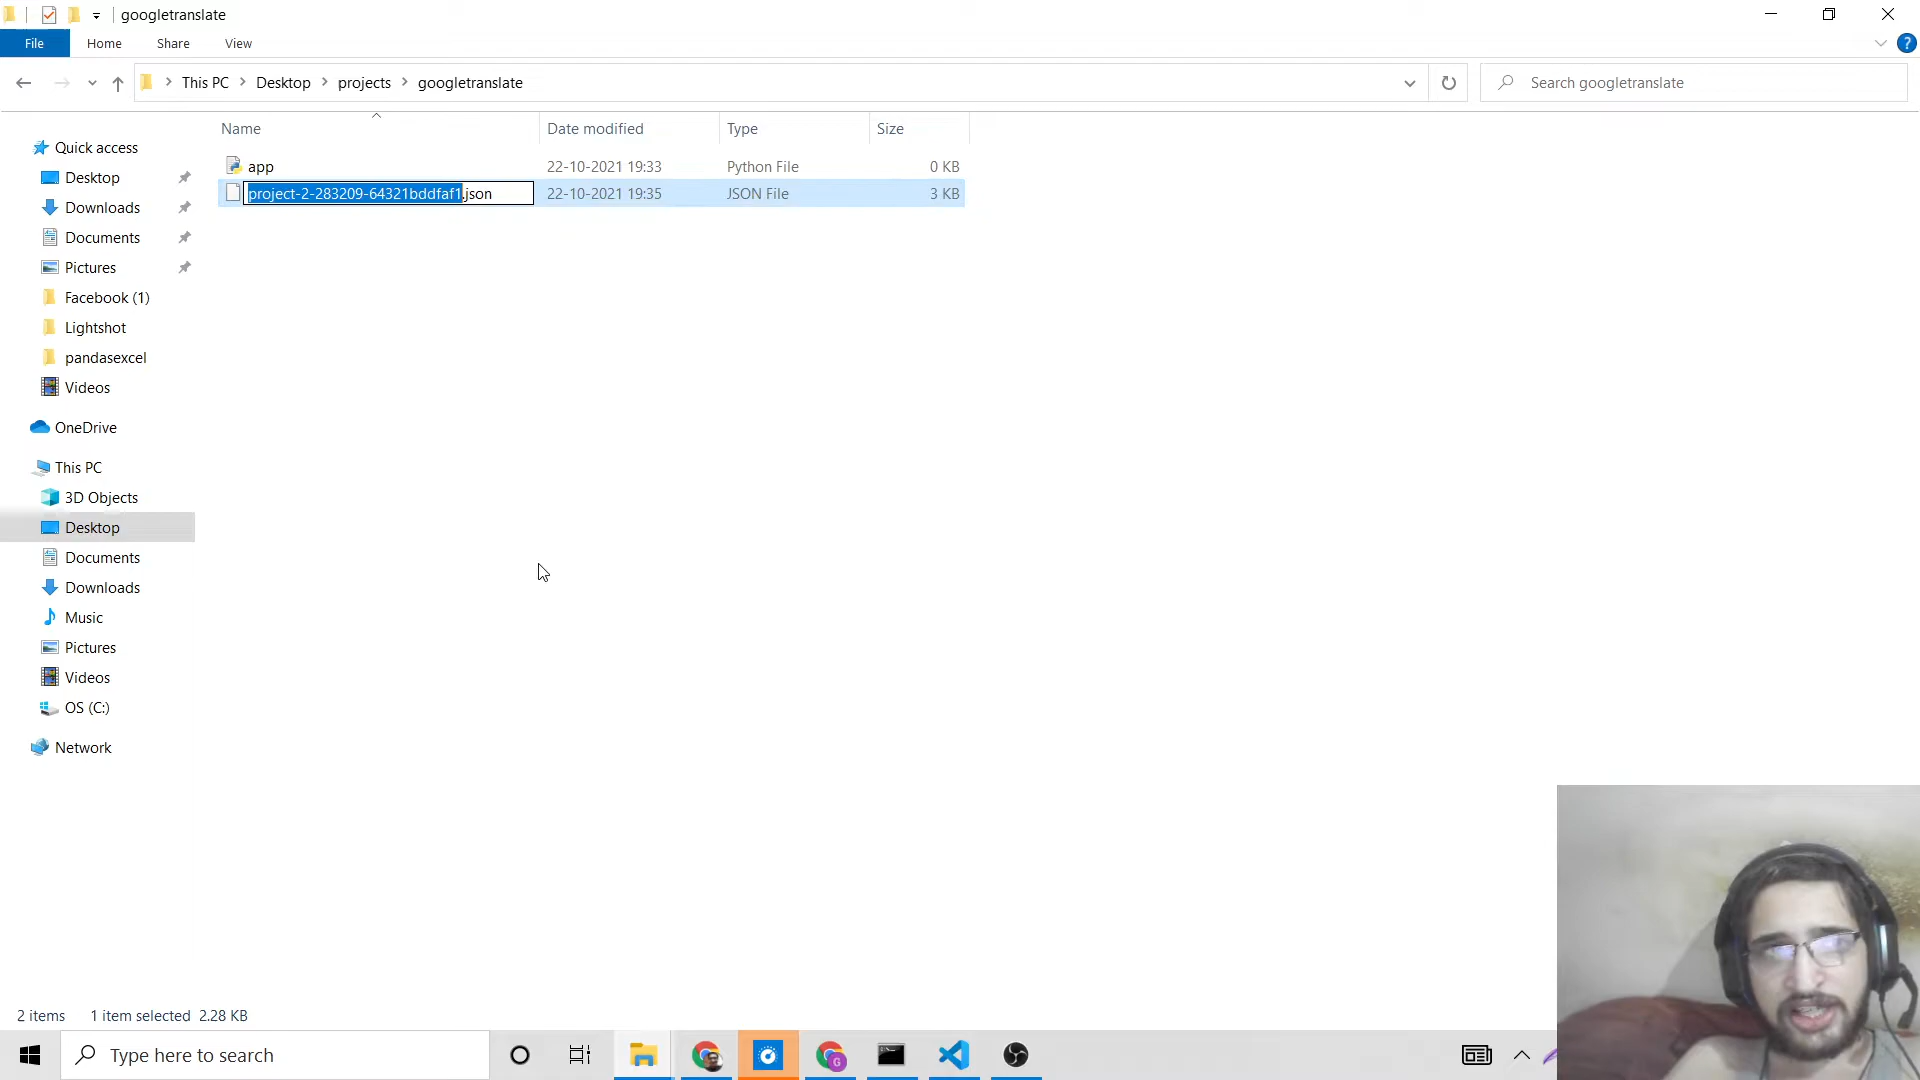 googletranslate
File Home Share View
This PC Desktop projects googletranslate
Search googletranslate
Name Date modified Type Size
app 22-10-2021 19:33 Python File 0 KB
project-2-283209-64321bddfaf1.json 22-10-2021 19:35 JSON File 3 KB
Quick access
Desktop
Downloads
Documents
Pictures
Facebook (1)
Lightshot
pandasexcel
Videos
OneDrive
This PC
3D Objects
Desktop
Documents
Downloads
Music
Pictures
Videos
OS (C:)
Network
2 items 1 item selected 2.28 KB
Type here to search